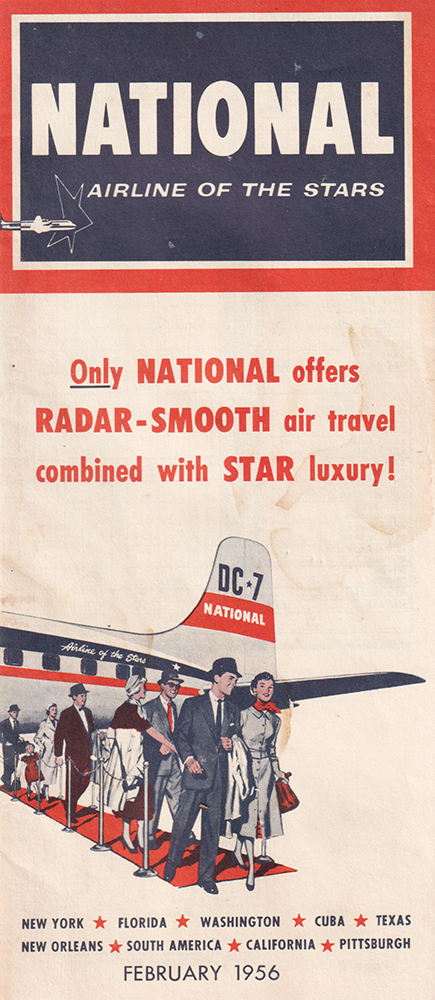 NATIONAL
AIRLINE OF THE STARS
Only NATIONAL offers
RADAR-SMOOTH air travel
combined with STAR luxury!
DC★7
NATIONAL
Airline of the Stars
NEW YORK ★ FLORIDA ★ WASHINGTON ★ CUBA ★ TEXAS
NEW ORLEANS ★ SOUTH AMERICA ★ CALIFORNIA ★ PITTSBURGH
FEBRUARY 1956